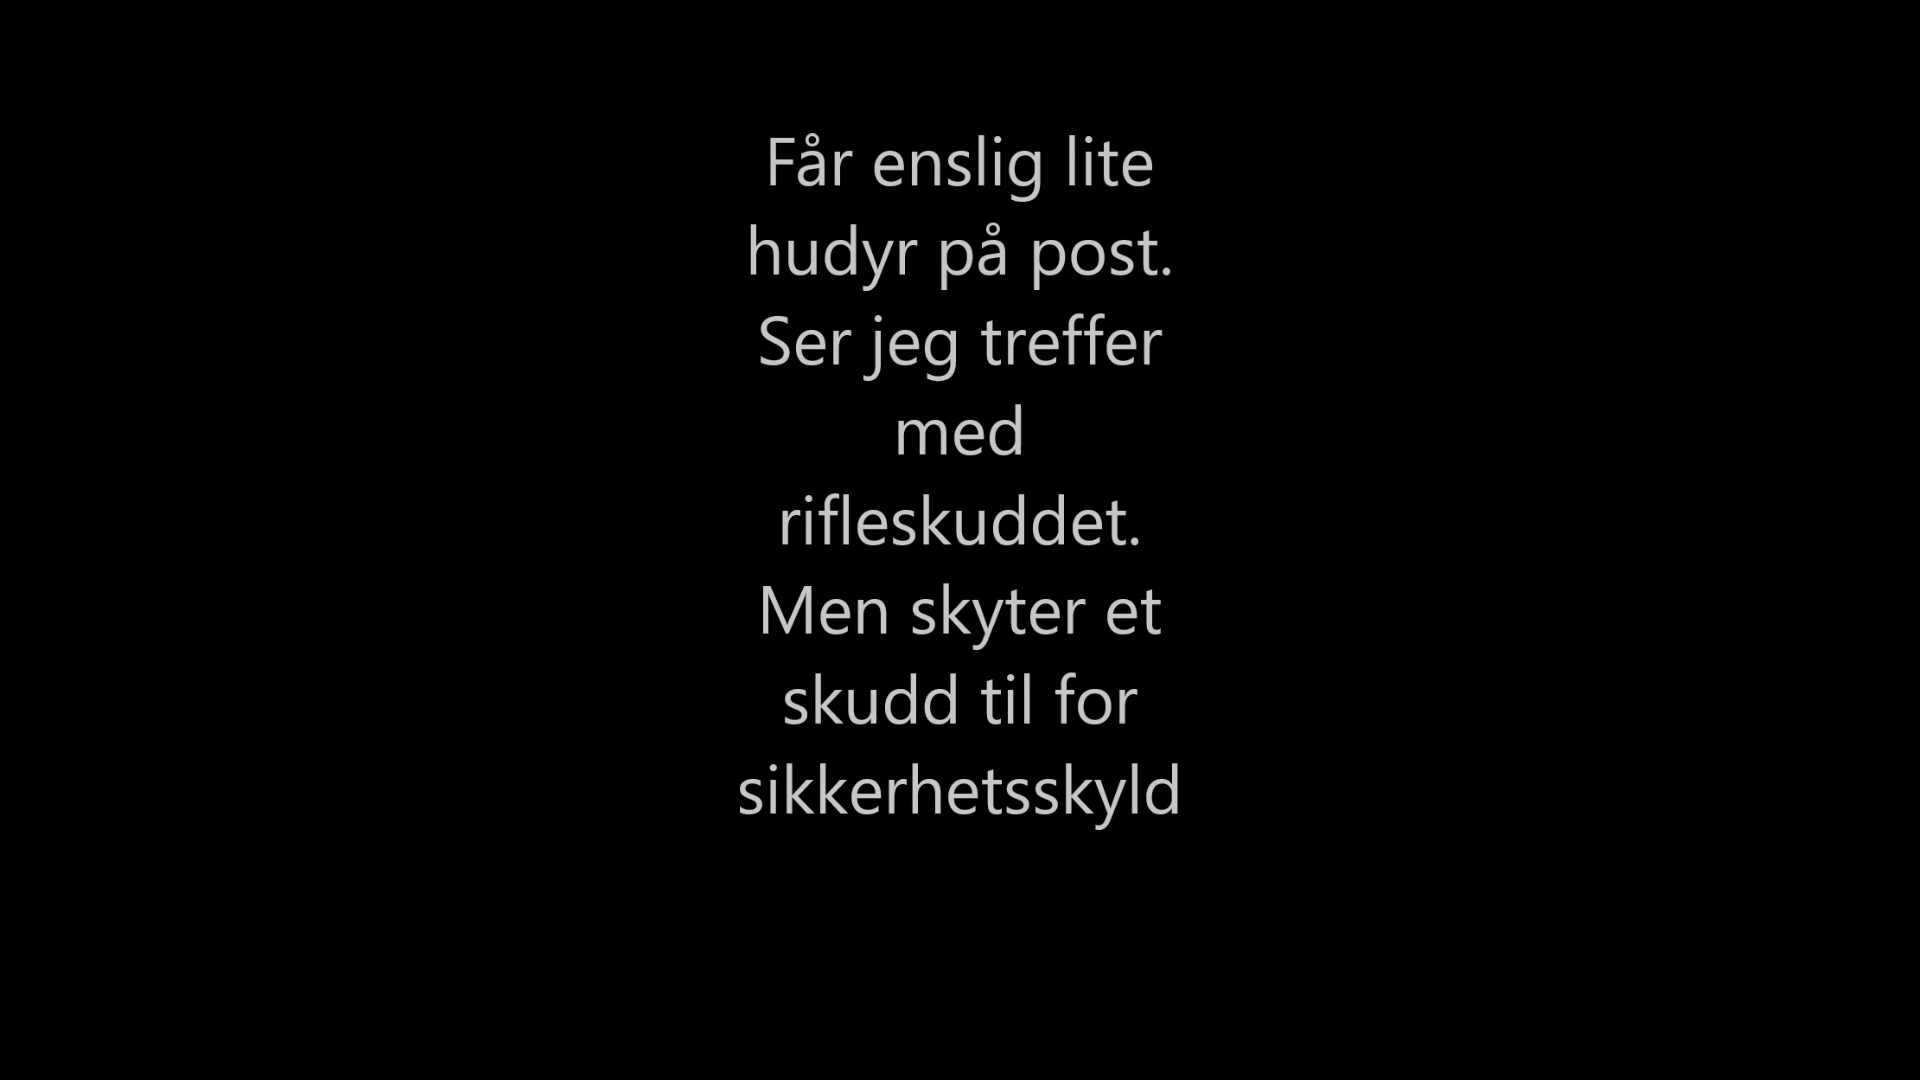 Får enslig lite
hudyr på post.
Ser jeg treffer
med
rifleskuddet.
Men skyter et
skudd til for
sikkerhetsskyld